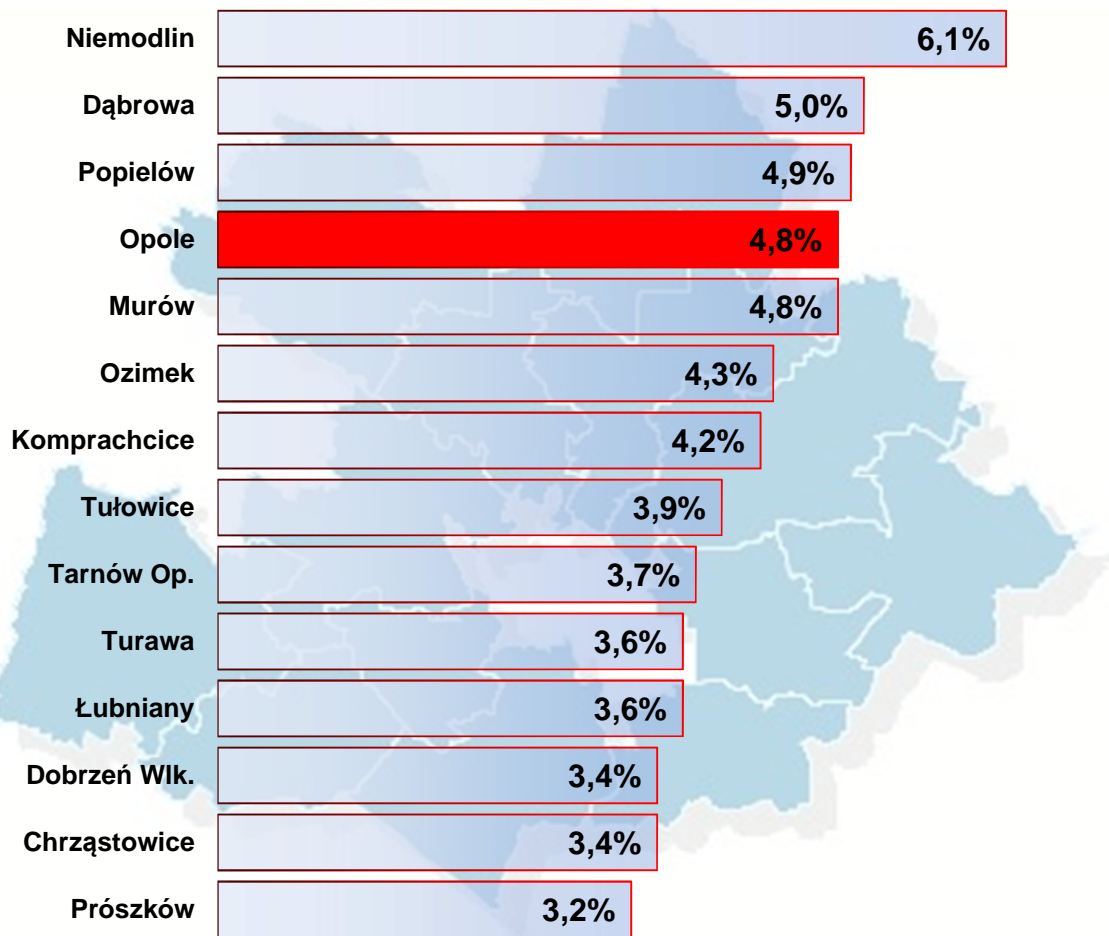 Niemodlin 6,1%
Dąbrowa 5,0%
Popielów 4,9%
Opole 4,8%
Murów 4,8%
Ozimek 4,3%
Komprachcice 4,2%
Tułowice 3,9%
Tarnów Op. 3,7%
Turawa 3,6%
Łubniany 3,6%
Dobrzeń Wlk. 3,4%
Chrząstowice 3,4%
Prószków 3,2%